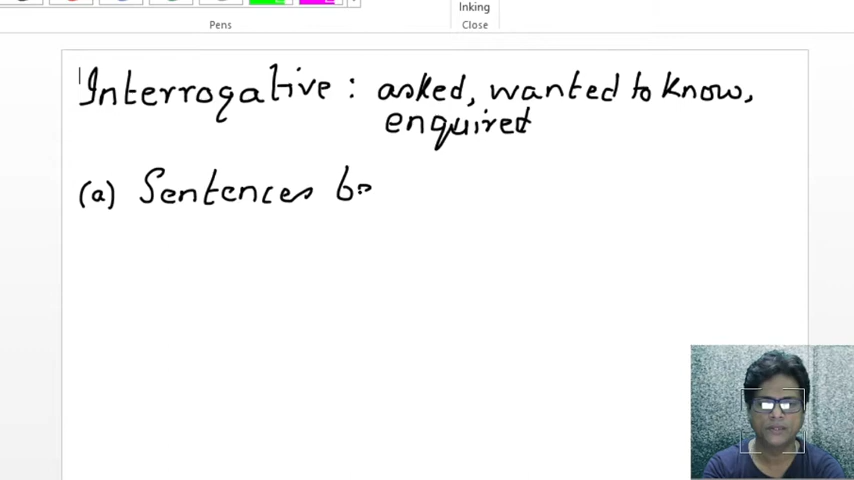 Inking
Pens
Close
Interrogative : asked, wanted to know,
enquired
(a) Sentences